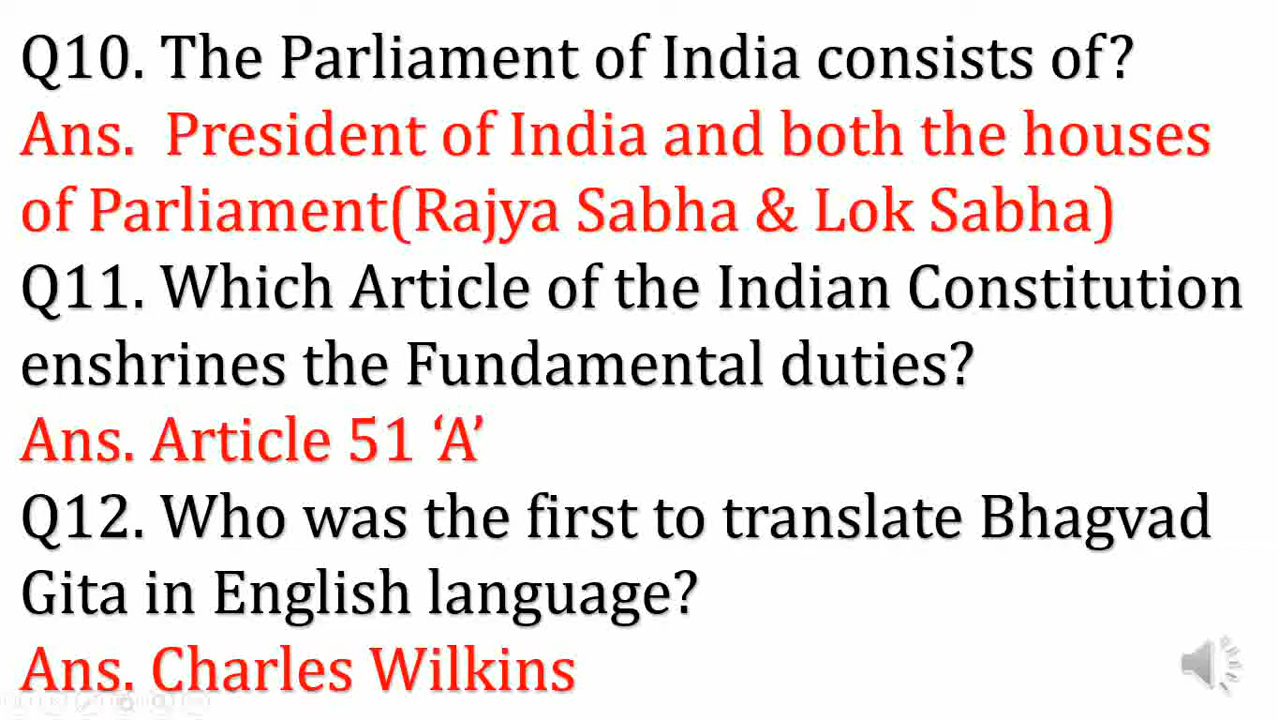 Q10. The Parliament of India consists of?
Ans.  President of India and both the houses
of Parliament(Rajya Sabha & Lok Sabha)
Q11. Which Article of the Indian Constitution
enshrines the Fundamental duties?
Ans. Article 51 ‘A’
Q12. Who was the first to translate Bhagvad
Gita in English language?
Ans. Charles Wilkins